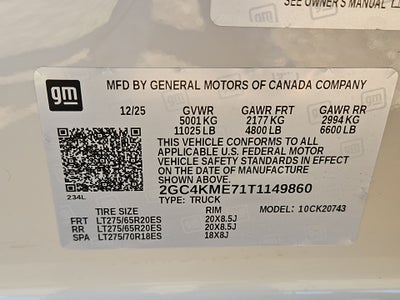 SEE OWNER'S MANUAL
gm
MFD BY GENERAL MOTORS OF CANADA COMPANY
12/25 GVWR GAWR FRT GAWR RR
5001 KG 2177 KG 2994 KG
11025 LB 4800 LB 6600 LB
THIS VEHICLE CONFORMS TO ALL
APPLICABLE U.S. FEDERAL MOTOR
VEHICLE SAFETY STANDARDS IN EFFECT
ON THE DATE OF MANUFACTURE
SHOWN ABOVE.
2GC4KME71T1149860
234L TYPE: TRUCK
TIRE SIZE RIM MODEL: 10CK20743
FRT LT275/65R20ES 20X8.5J
RR LT275/65R20ES 20X8.5J
SPA LT275/70R18ES 18X8J